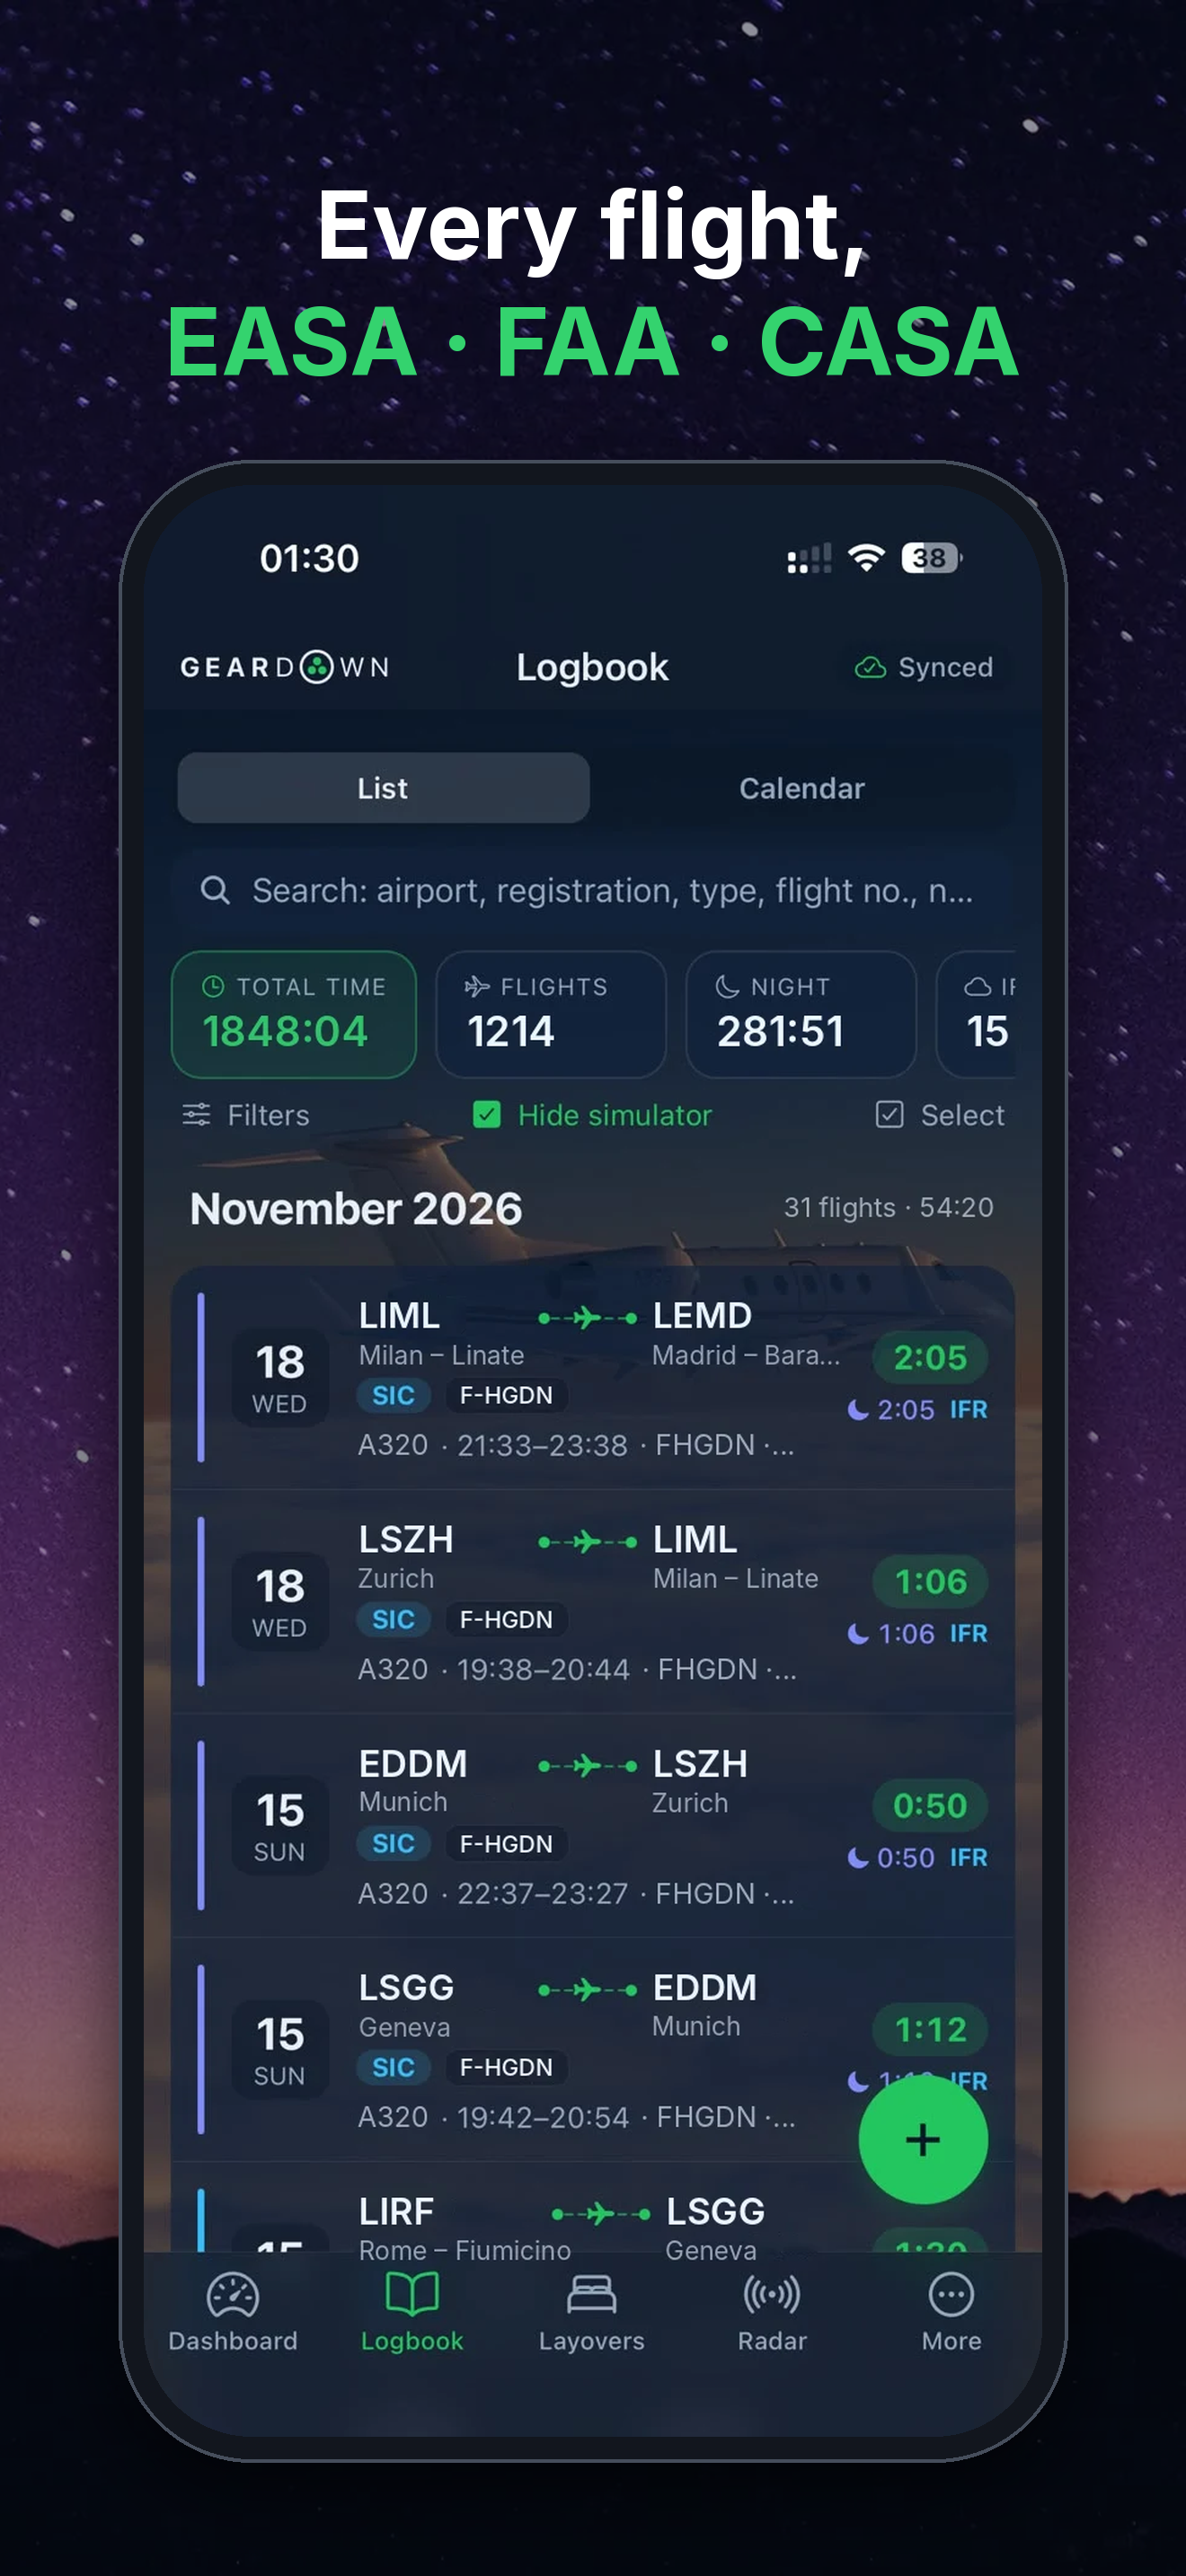 Every flight,
EASA · FAA · CASA
01:30
38
GEARDOWN
Logbook
Synced
List
Calendar
Search: airport, registration, type, flight no., n...
TOTAL TIME
1848:04
FLIGHTS
1214
NIGHT
281:51
15
Filters
Hide simulator
Select
November 2026
31 flights · 54:20
18
WED
LIML
LEMD
Milan – Linate
Madrid – Bara...
SIC
F-HGDN
A320 · 21:33–23:38 · FHGDN ·...
2:05
2:05 IFR
18
WED
LSZH
LIML
Zurich
Milan – Linate
SIC
F-HGDN
A320 · 19:38–20:44 · FHGDN ·...
1:06
1:06 IFR
15
SUN
EDDM
LSZH
Munich
Zurich
SIC
F-HGDN
A320 · 22:37–23:27 · FHGDN ·...
0:50
0:50 IFR
15
SUN
LSGG
EDDM
Geneva
Munich
SIC
F-HGDN
A320 · 19:42–20:54 · FHGDN ·...
1:12
IFR
+
LIRF
LSGG
Rome – Fiumicino
Geneva
Dashboard
Logbook
Layovers
Radar
More